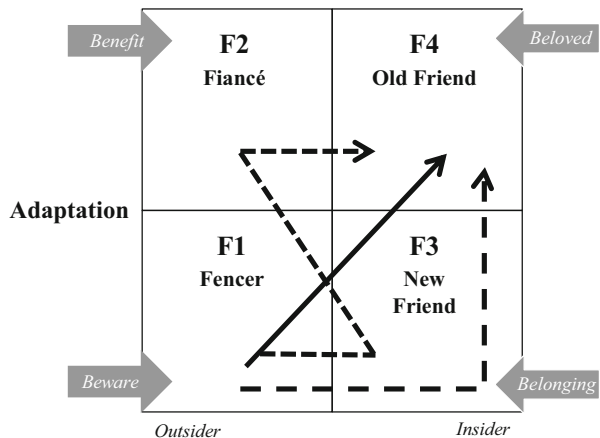 Benefit
F2
Fiancé
F4
Old Friend
Beloved
Adaptation
F1
Fencer
F3
New
Friend
Beware
Belonging
Outsider
Insider